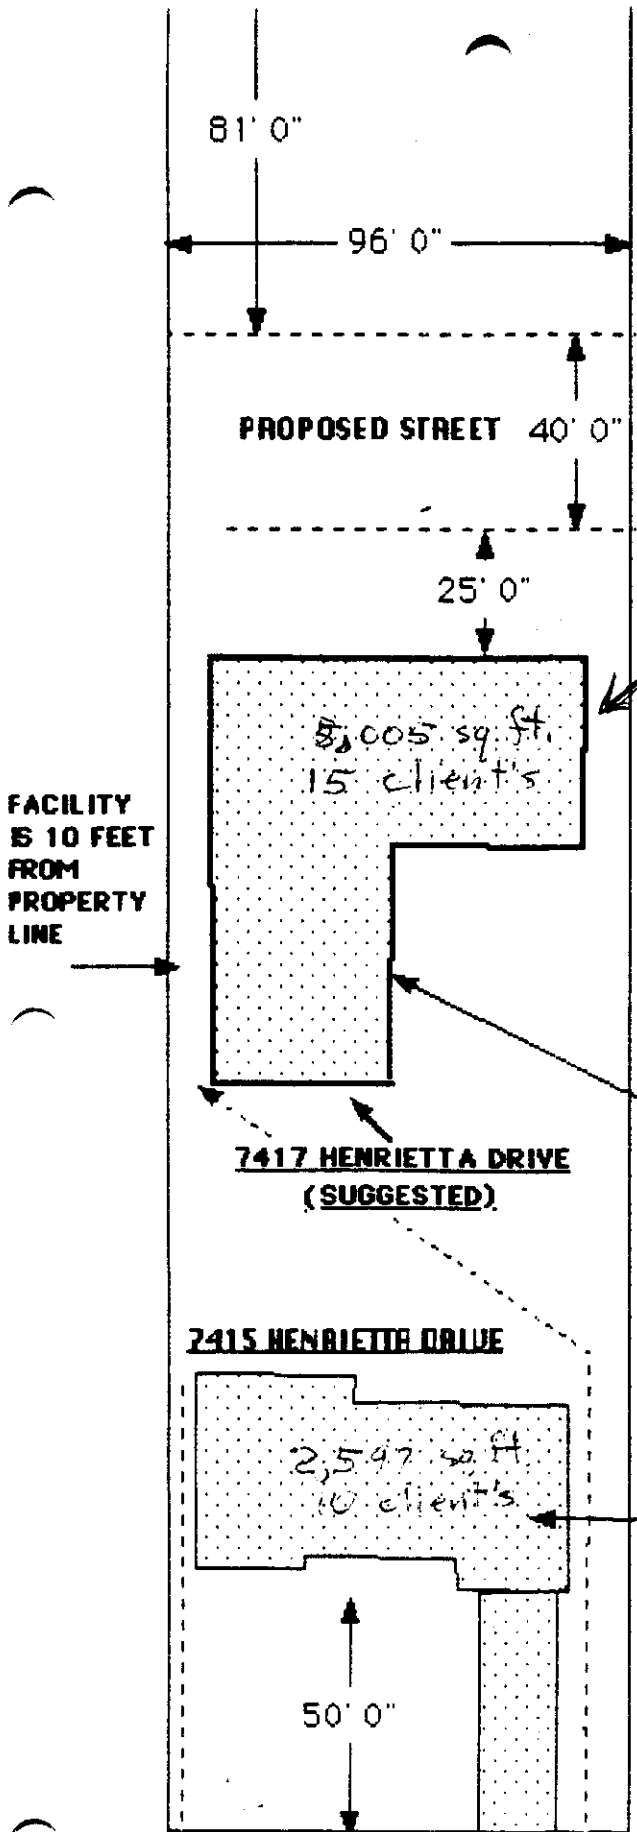 81' 0"
96' 0"
PROPOSED STREET 40' 0"
25' 0"
,005 sq. ft.
15 client's
FACILITY
IS 10 FEET
FROM
PROPERTY
LINE
7417 HENRIETTA DRIVE
(SUGGESTED)
7415 HENRIETTA DRIVE
2,597 sq ft
10 client's
50' 0"